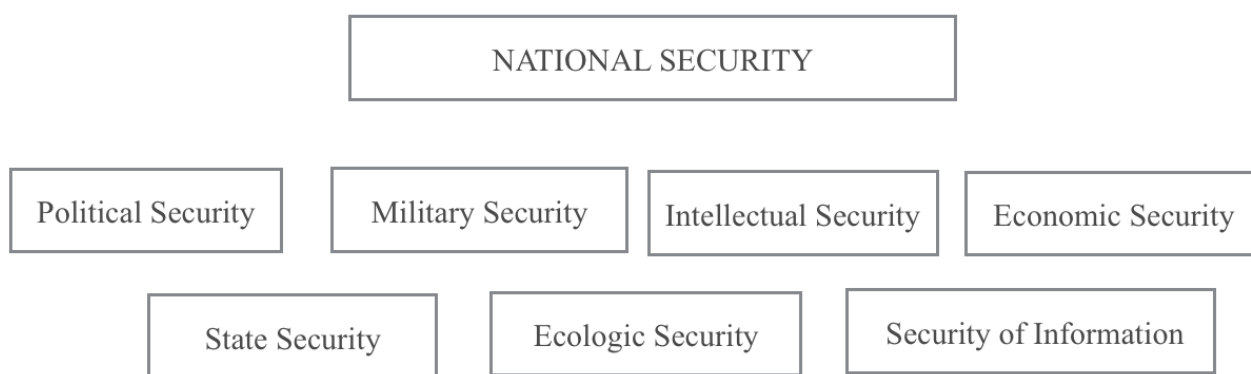 NATIONAL SECURITY
Political Security
Military Security
Intellectual Security
Economic Security
State Security
Ecologic Security
Security of Information